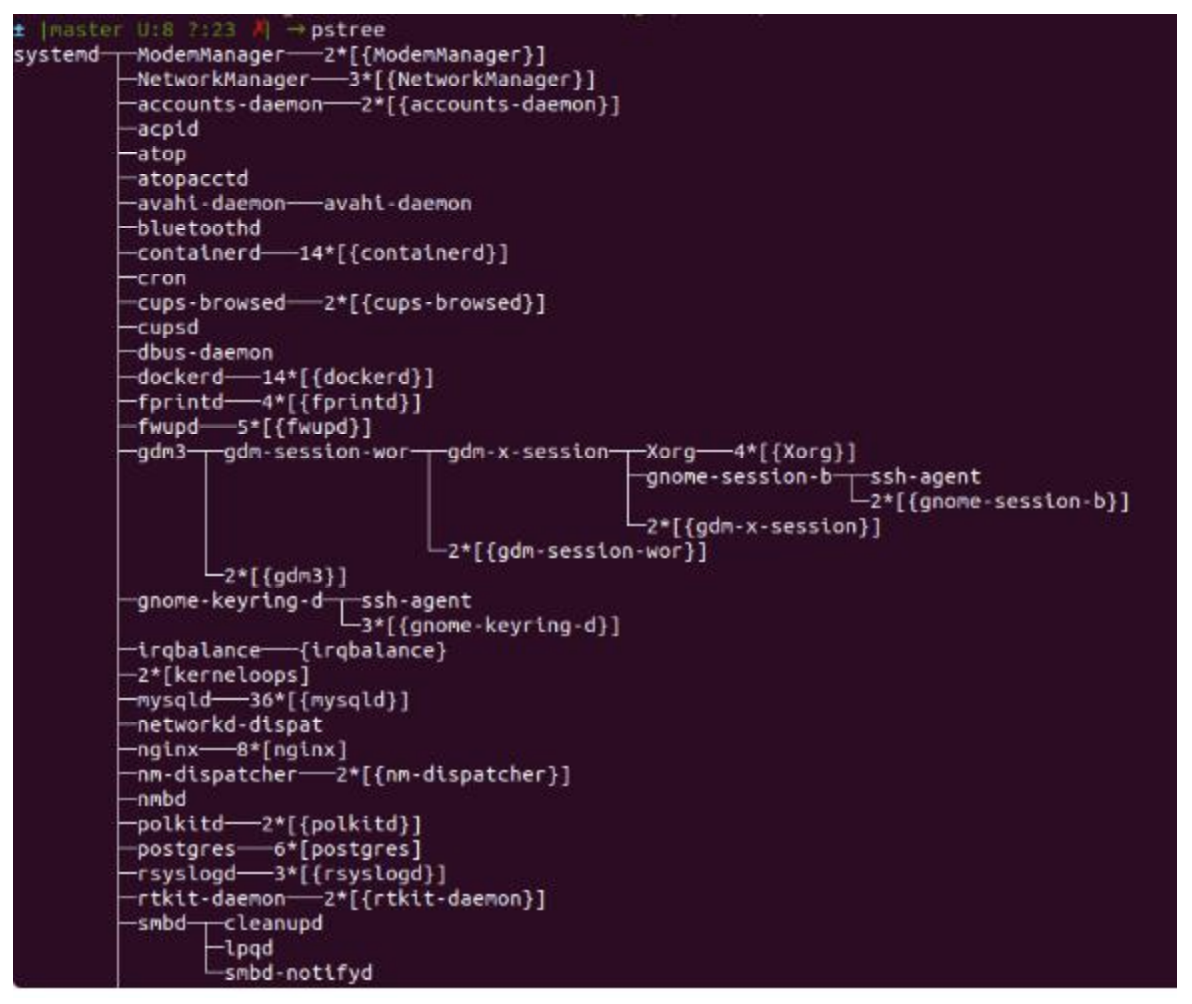 ± |master U:8 ?:23 ✗| → pstree
systemd─┬─ModemManager───2*[{ModemManager}]
        ├─NetworkManager───3*[{NetworkManager}]
        ├─accounts-daemon───2*[{accounts-daemon}]
        ├─acpid
        ├─atop
        ├─atopacctd
        ├─avahi-daemon───avahi-daemon
        ├─bluetoothd
        ├─containerd───14*[{containerd}]
        ├─cron
        ├─cups-browsed───2*[{cups-browsed}]
        ├─cupsd
        ├─dbus-daemon
        ├─dockerd───14*[{dockerd}]
        ├─fprintd───4*[{fprintd}]
        ├─fwupd───5*[{fwupd}]
        ├─gdm3─┬─gdm-session-wor─┬─gdm-x-session─┬─Xorg───4*[{Xorg}]
        │      │                 │               ├─gnome-session-b─┬─ssh-agent
        │      │                 │               │                 └─2*[{gnome-session-b}]
        │      │                 │               └─2*[{gdm-x-session}]
        │      │                 └─2*[{gdm-session-wor}]
        │      └─2*[{gdm3}]
        ├─gnome-keyring-d─┬─ssh-agent
        │                 └─3*[{gnome-keyring-d}]
        ├─irqbalance───{irqbalance}
        ├─2*[kerneloops]
        ├─mysqld───36*[{mysqld}]
        ├─networkd-dispat
        ├─nginx───8*[nginx]
        ├─nm-dispatcher───2*[{nm-dispatcher}]
        ├─nmbd
        ├─polkitd───2*[{polkitd}]
        ├─postgres───6*[postgres]
        ├─rsyslogd───3*[{rsyslogd}]
        ├─rtkit-daemon───2*[{rtkit-daemon}]
        ├─smbd─┬─cleanupd
        │      ├─lpqd
        │      └─smbd-notifyd